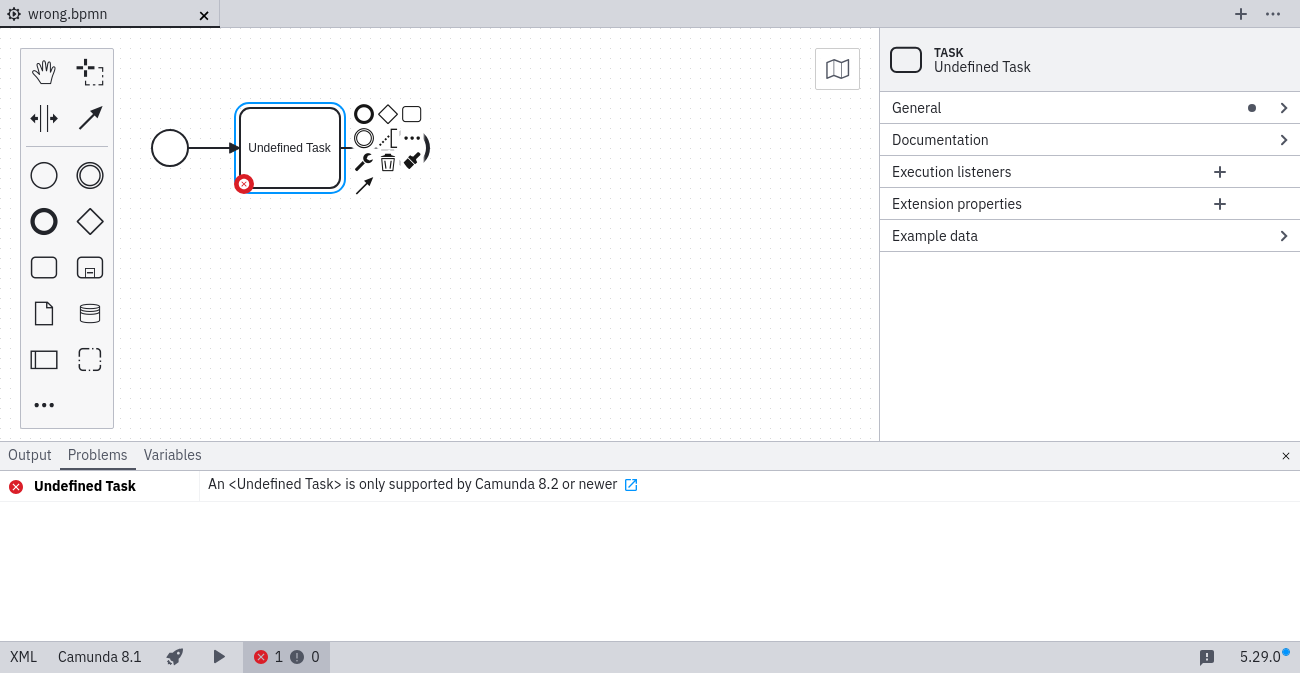 wrong.bpmn
Undefined Task
TASK
Undefined Task
General
Documentation
Execution listeners
Extension properties
Example data
Output Problems Variables
Undefined Task An <Undefined Task> is only supported by Camunda 8.2 or newer
XML Camunda 8.1 1 0 5.29.0